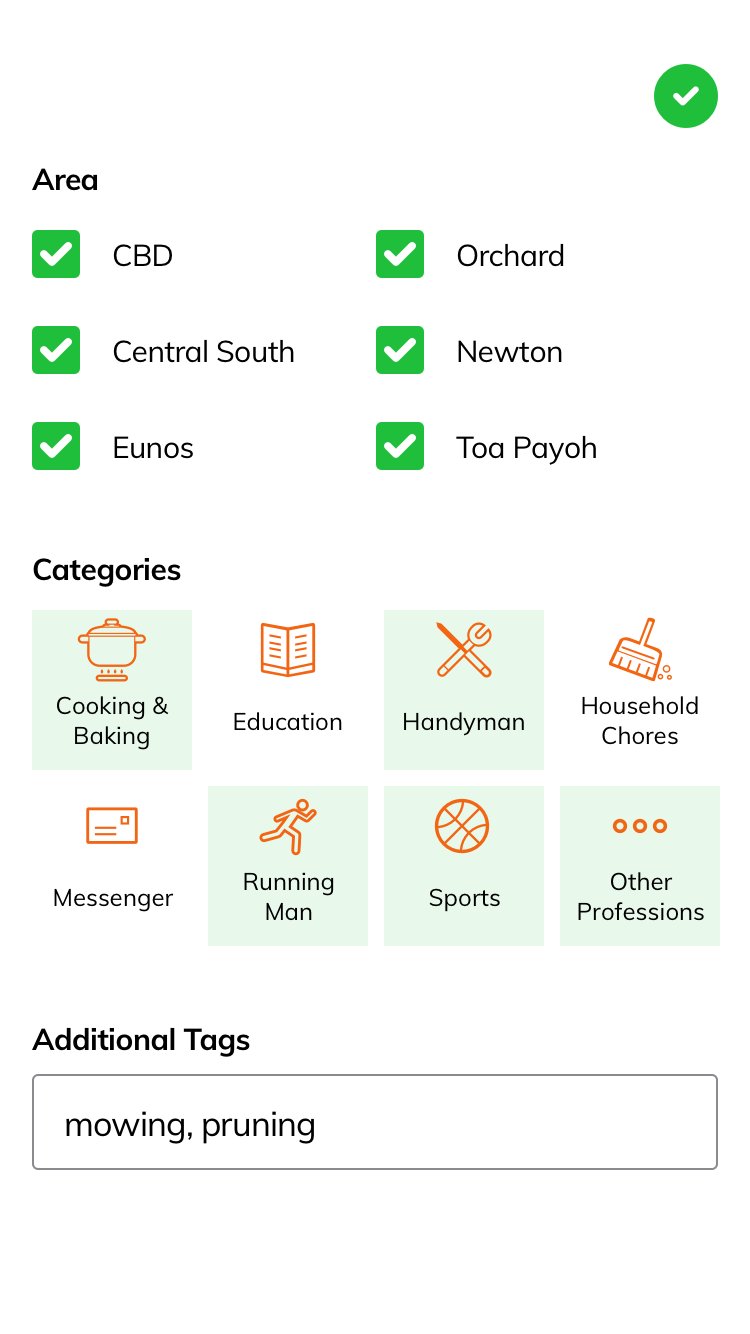 Area
CBD
Orchard
Central South
Newton
Eunos
Toa Payoh
Categories
Cooking &
Baking
Education
Handyman
Household
Chores
Messenger
Running
Man
Sports
Other
Professions
Additional Tags
mowing, pruning